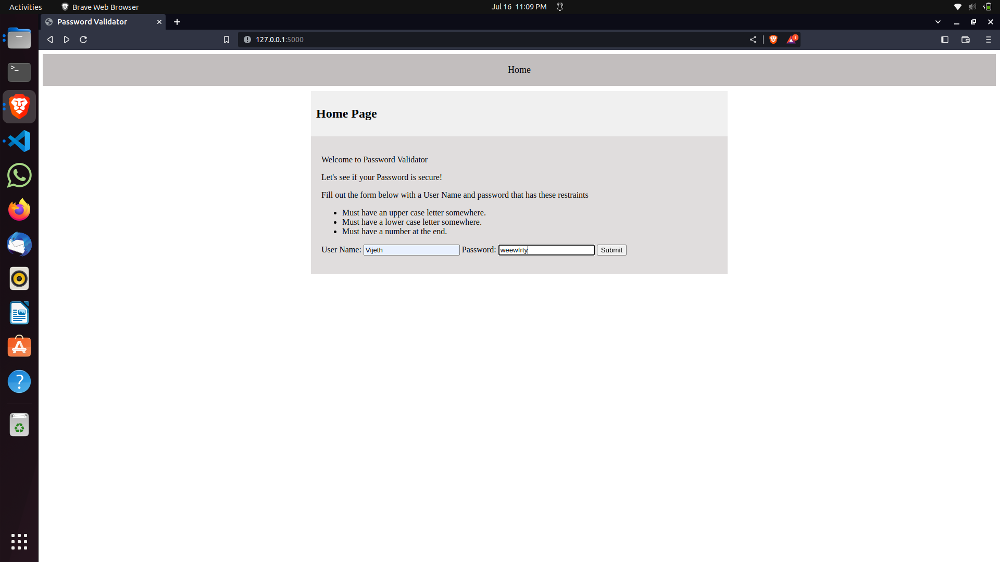 Activities Brave Web Browser Jul 16 11:09 PM
Password Validator
127.0.0.1:5000 1
>_
Home
Home Page
Welcome to Password Validator
Let's see if your Password is secure!
Fill out the form below with a User Name and password that has these restraints
Must have an upper case letter somewhere.
Must have a lower case letter somewhere.
Must have a number at the end.
User Name: Vijeth Password: weewfrty Submit